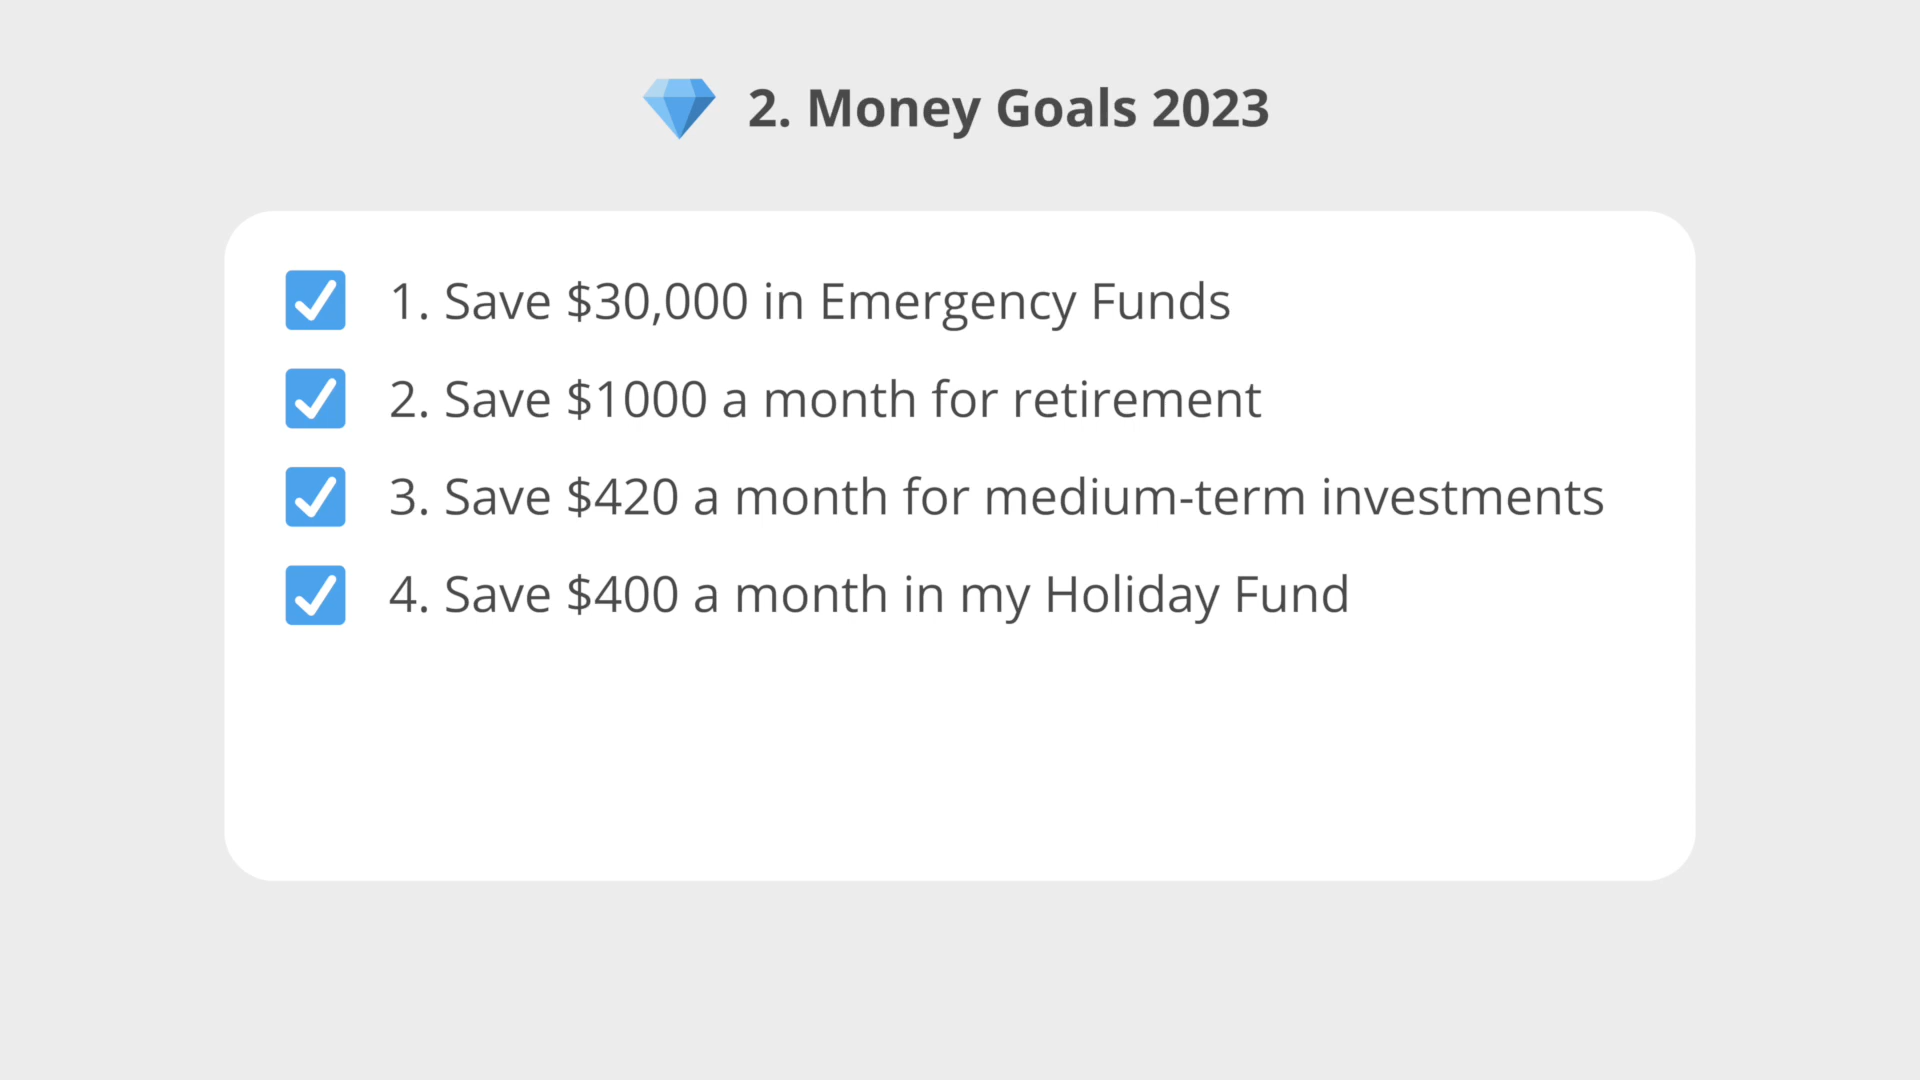 2. Money Goals 2023
1. Save $30,000 in Emergency Funds
2. Save $1000 a month for retirement
3. Save $420 a month for medium-term investments
4. Save $400 a month in my Holiday Fund